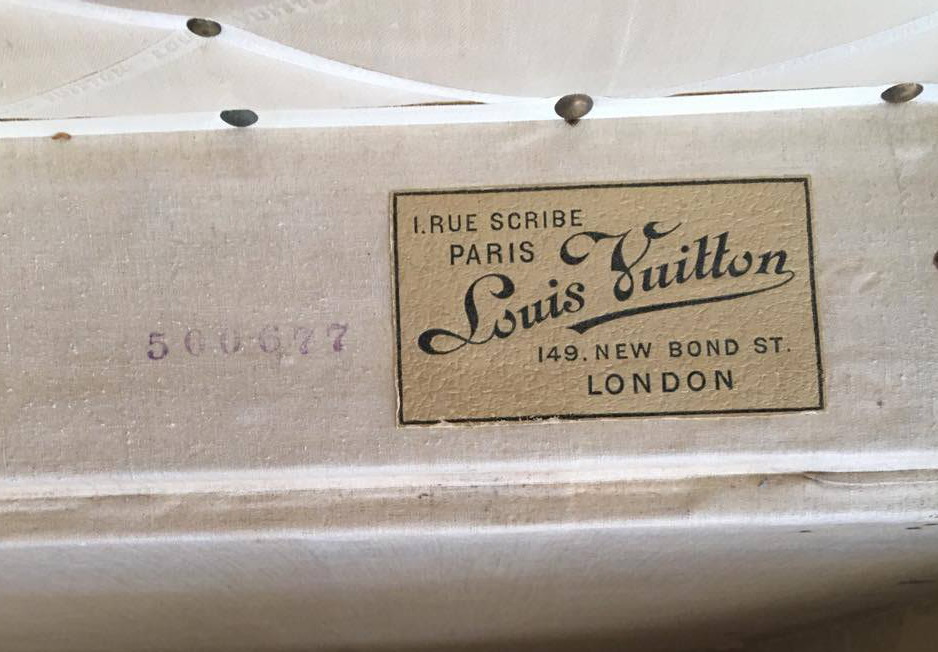 1.RUE SCRIBE
PARIS
Louis Vuitton
149. NEW BOND ST.
LONDON
500677